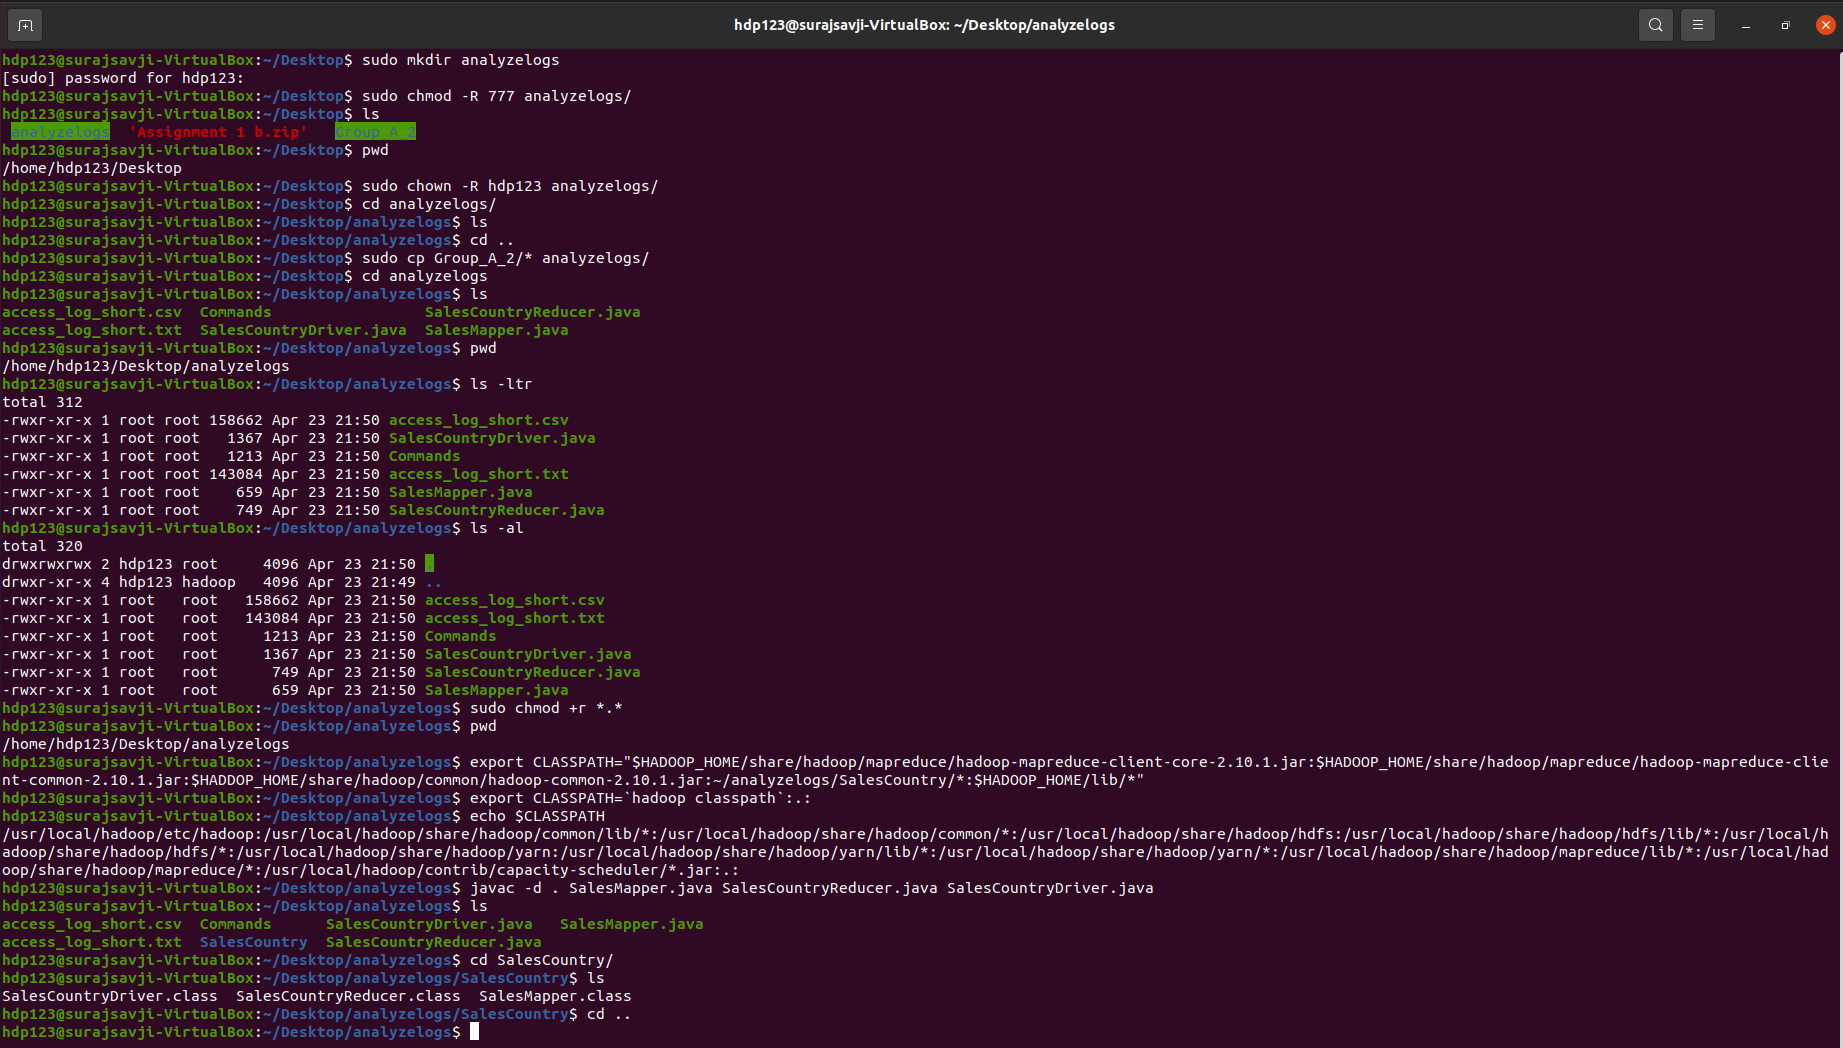 hdp123@surajsavji-VirtualBox: ~/Desktop/analyzelogs
hdp123@surajsavji-VirtualBox:~/Desktop$ sudo mkdir analyzelogs
[sudo] password for hdp123:
hdp123@surajsavji-VirtualBox:~/Desktop$ sudo chmod -R 777 analyzelogs/
hdp123@surajsavji-VirtualBox:~/Desktop$ ls
analyzelogs  'Assignment 1 b.zip'   Group_A_2
hdp123@surajsavji-VirtualBox:~/Desktop$ pwd
/home/hdp123/Desktop
hdp123@surajsavji-VirtualBox:~/Desktop$ sudo chown -R hdp123 analyzelogs/
hdp123@surajsavji-VirtualBox:~/Desktop$ cd analyzelogs/
hdp123@surajsavji-VirtualBox:~/Desktop/analyzelogs$ ls
hdp123@surajsavji-VirtualBox:~/Desktop/analyzelogs$ cd ..
hdp123@surajsavji-VirtualBox:~/Desktop$ sudo cp Group_A_2/* analyzelogs/
hdp123@surajsavji-VirtualBox:~/Desktop$ cd analyzelogs
hdp123@surajsavji-VirtualBox:~/Desktop/analyzelogs$ ls
access_log_short.csv  Commands                 SalesCountryReducer.java
access_log_short.txt  SalesCountryDriver.java  SalesMapper.java
hdp123@surajsavji-VirtualBox:~/Desktop/analyzelogs$ pwd
/home/hdp123/Desktop/analyzelogs
hdp123@surajsavji-VirtualBox:~/Desktop/analyzelogs$ ls -ltr
total 312
-rwxr-xr-x 1 root root 158662 Apr 23 21:50 access_log_short.csv
-rwxr-xr-x 1 root root   1367 Apr 23 21:50 SalesCountryDriver.java
-rwxr-xr-x 1 root root   1213 Apr 23 21:50 Commands
-rwxr-xr-x 1 root root 143084 Apr 23 21:50 access_log_short.txt
-rwxr-xr-x 1 root root    659 Apr 23 21:50 SalesMapper.java
-rwxr-xr-x 1 root root    749 Apr 23 21:50 SalesCountryReducer.java
hdp123@surajsavji-VirtualBox:~/Desktop/analyzelogs$ ls -al
total 320
drwxrwxrwx 2 hdp123 root     4096 Apr 23 21:50 .
drwxr-xr-x 4 hdp123 hadoop   4096 Apr 23 21:49 ..
-rwxr-xr-x 1 root   root   158662 Apr 23 21:50 access_log_short.csv
-rwxr-xr-x 1 root   root   143084 Apr 23 21:50 access_log_short.txt
-rwxr-xr-x 1 root   root     1213 Apr 23 21:50 Commands
-rwxr-xr-x 1 root   root     1367 Apr 23 21:50 SalesCountryDriver.java
-rwxr-xr-x 1 root   root      749 Apr 23 21:50 SalesCountryReducer.java
-rwxr-xr-x 1 root   root      659 Apr 23 21:50 SalesMapper.java
hdp123@surajsavji-VirtualBox:~/Desktop/analyzelogs$ sudo chmod +r *.*
hdp123@surajsavji-VirtualBox:~/Desktop/analyzelogs$ pwd
/home/hdp123/Desktop/analyzelogs
hdp123@surajsavji-VirtualBox:~/Desktop/analyzelogs$ export CLASSPATH="$HADOOP_HOME/share/hadoop/mapreduce/hadoop-mapreduce-client-core-2.10.1.jar:$HADOOP_HOME/share/hadoop/mapreduce/hadoop-mapreduce-clie
nt-common-2.10.1.jar:$HADOOP_HOME/share/hadoop/common/hadoop-common-2.10.1.jar:~/analyzelogs/SalesCountry/*:$HADOOP_HOME/lib/*"
hdp123@surajsavji-VirtualBox:~/Desktop/analyzelogs$ export CLASSPATH=`hadoop classpath`:.:
hdp123@surajsavji-VirtualBox:~/Desktop/analyzelogs$ echo $CLASSPATH
/usr/local/hadoop/etc/hadoop:/usr/local/hadoop/share/hadoop/common/lib/*:/usr/local/hadoop/share/hadoop/common/*:/usr/local/hadoop/share/hadoop/hdfs:/usr/local/hadoop/share/hadoop/hdfs/lib/*:/usr/local/h
adoop/share/hadoop/hdfs/*:/usr/local/hadoop/share/hadoop/yarn:/usr/local/hadoop/share/hadoop/yarn/lib/*:/usr/local/hadoop/share/hadoop/yarn/*:/usr/local/hadoop/share/hadoop/mapreduce/lib/*:/usr/local/had
oop/share/hadoop/mapreduce/*:/usr/local/hadoop/contrib/capacity-scheduler/*.jar:.:
hdp123@surajsavji-VirtualBox:~/Desktop/analyzelogs$ javac -d . SalesMapper.java SalesCountryReducer.java SalesCountryDriver.java
hdp123@surajsavji-VirtualBox:~/Desktop/analyzelogs$ ls
access_log_short.csv  Commands      SalesCountryDriver.java   SalesMapper.java
access_log_short.txt  SalesCountry  SalesCountryReducer.java
hdp123@surajsavji-VirtualBox:~/Desktop/analyzelogs$ cd SalesCountry/
hdp123@surajsavji-VirtualBox:~/Desktop/analyzelogs/SalesCountry$ ls
SalesCountryDriver.class  SalesCountryReducer.class  SalesMapper.class
hdp123@surajsavji-VirtualBox:~/Desktop/analyzelogs/SalesCountry$ cd ..
hdp123@surajsavji-VirtualBox:~/Desktop/analyzelogs$